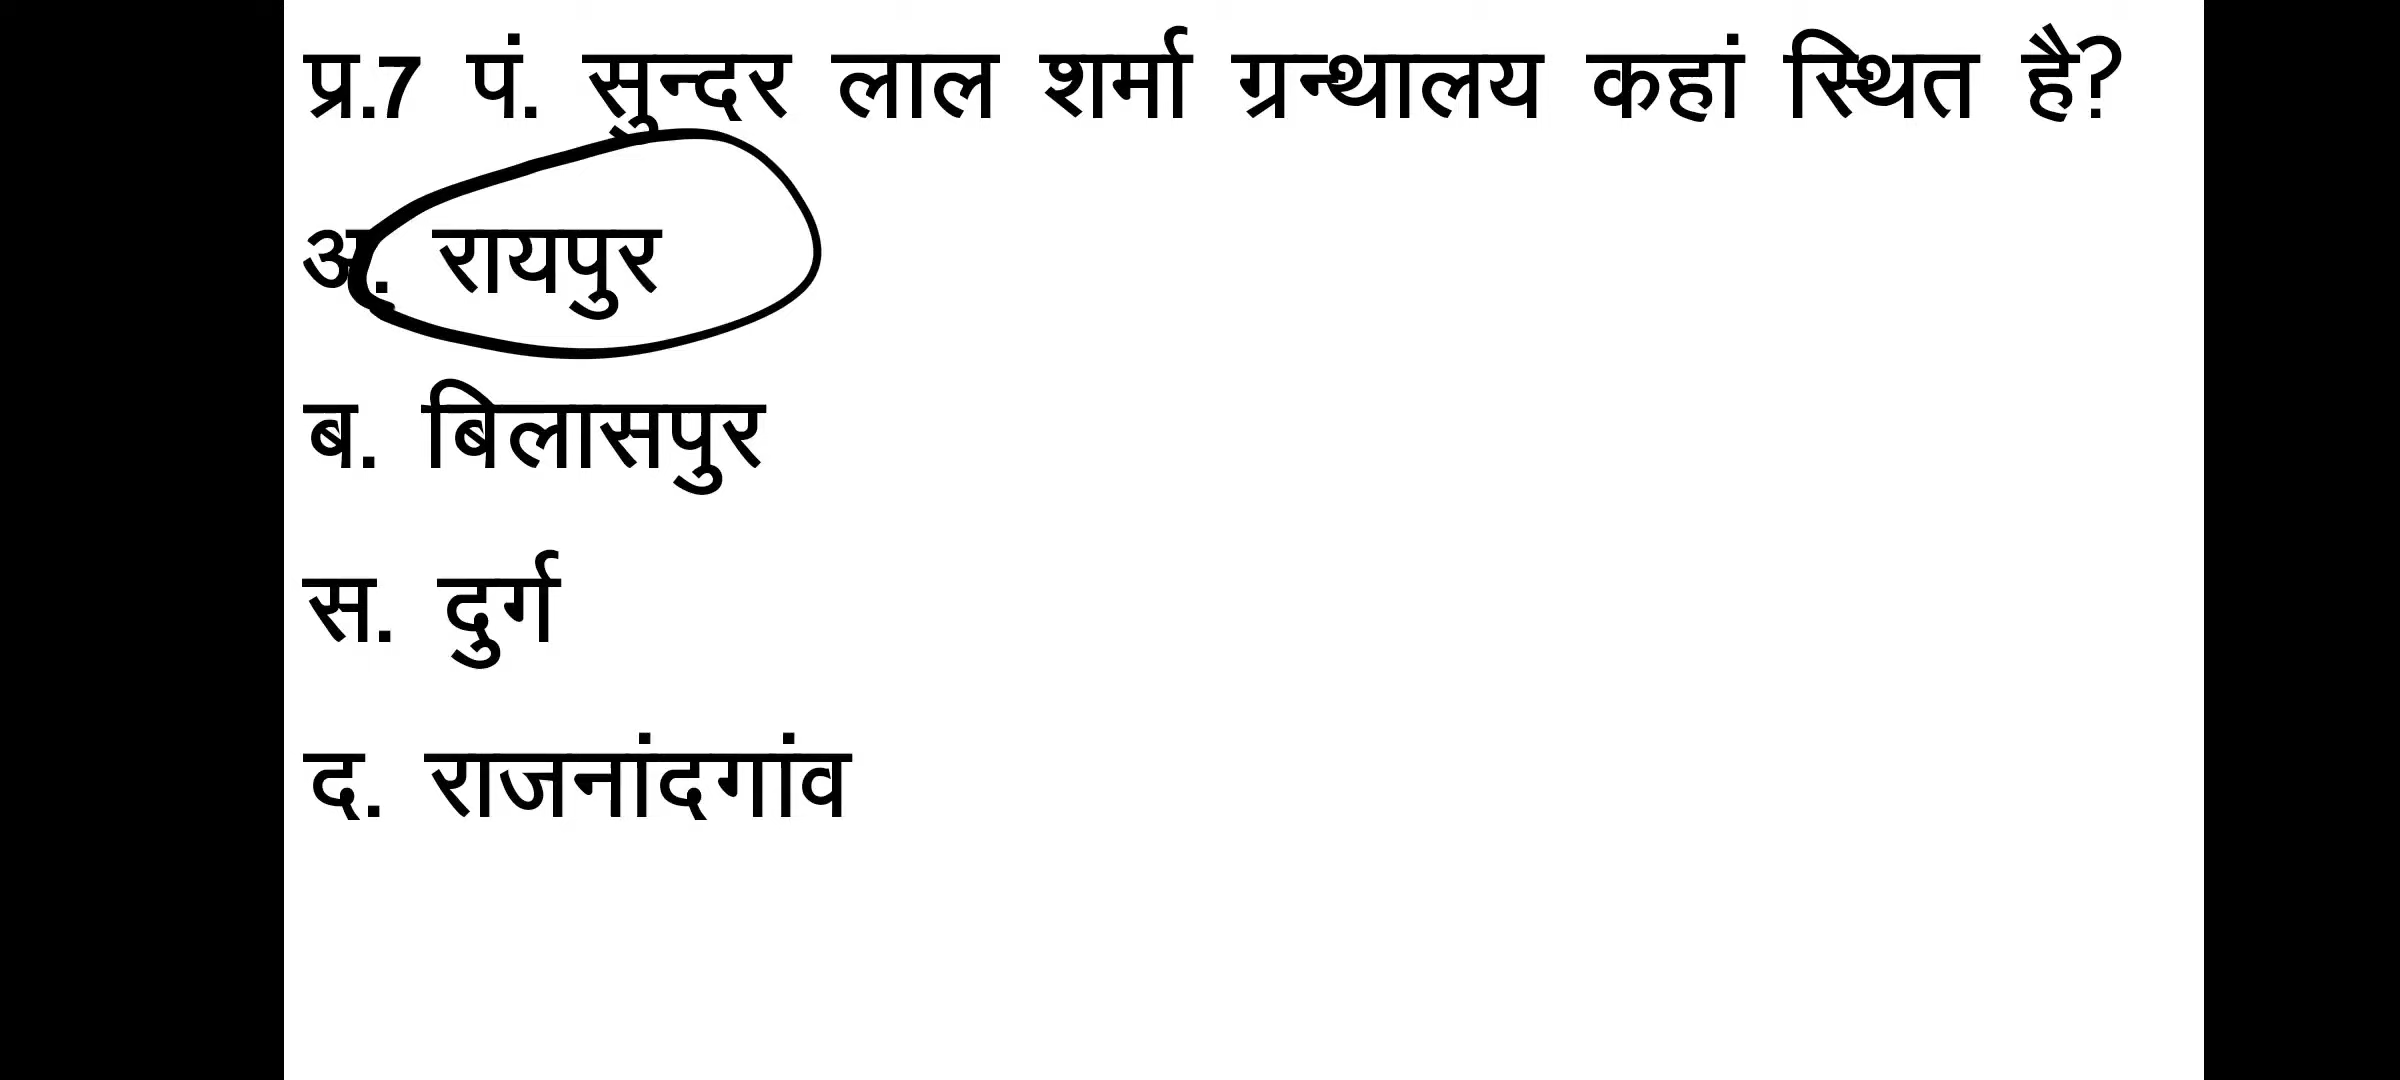 प्र.7 पं. सुन्दर लाल शर्मा ग्रन्थालय कहां स्थित है?
अ. रायपुर
ब. बिलासपुर
स. दुर्ग
द. राजनांदगांव